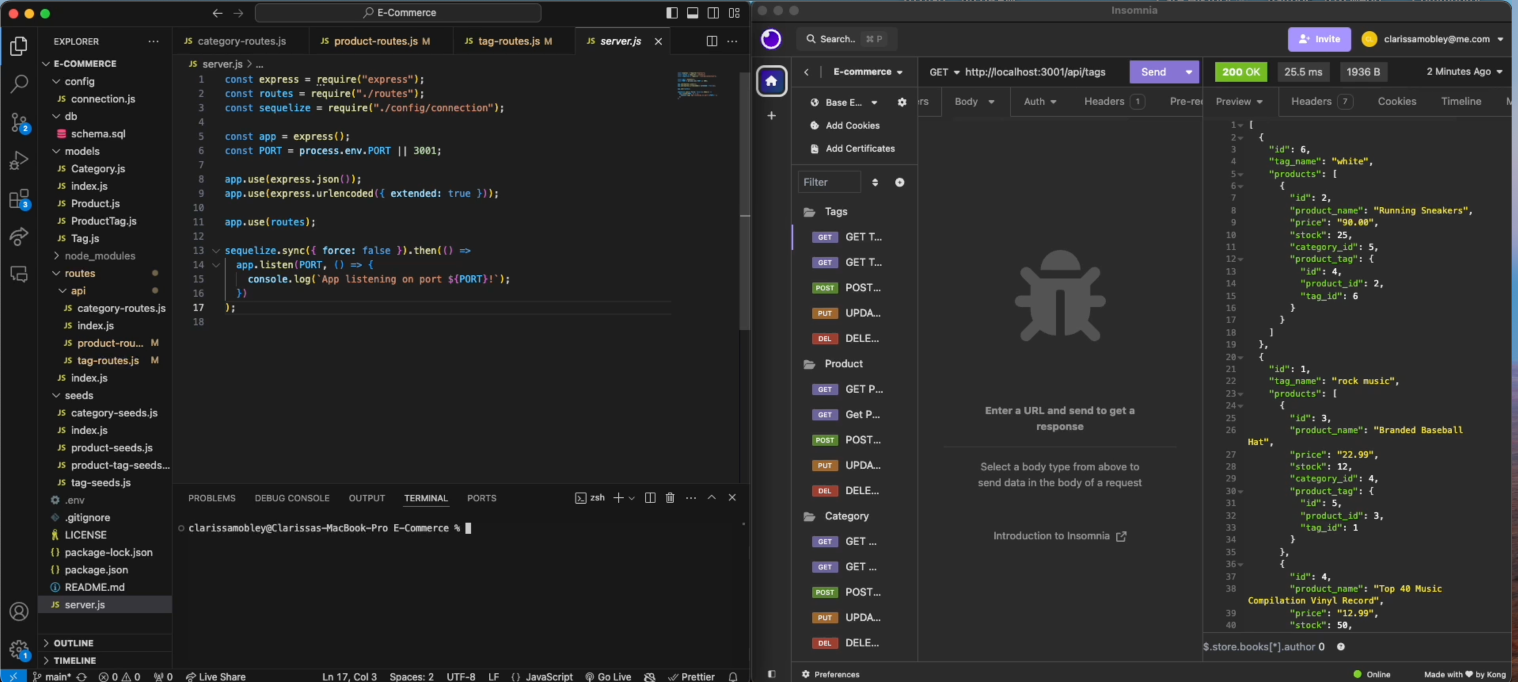 E-Commerce
EXPLORER
E-COMMERCE
config
JS connection.js
db
schema.sql
models
JS Category.js
JS index.js
JS Product.js
JS ProductTag.js
JS Tag.js
node_modules
routes
api
JS category-routes.js
JS index.js
JS product-rou... M
JS tag-routes.js M
JS index.js
seeds
JS category-seeds.js
JS index.js
JS product-seeds.js
JS product-tag-seeds...
JS tag-seeds.js
.env
.gitignore
LICENSE
{} package-lock.json
{} package.json
README.md
JS server.js
OUTLINE
TIMELINE
2
3
1
JS category-routes.js
JS product-routes.js M
JS tag-routes.js M
JS server.js
JS server.js > ...
1 const express = require("express");
2 const routes = require("./routes");
3 const sequelize = require("./config/connection");
4
5 const app = express();
6 const PORT = process.env.PORT || 3001;
7
8 app.use(express.json());
9 app.use(express.urlencoded({ extended: true }));
10
11 app.use(routes);
12
13 sequelize.sync({ force: false }).then(() =>
14 app.listen(PORT, () => {
15 console.log(`App listening on port ${PORT}!`);
16 })
17 );
18
PROBLEMS DEBUG CONSOLE OUTPUT TERMINAL PORTS
zsh
clarissamobley@Clarissas-MacBook-Pro E-Commerce %
main* 0 0 0 Live Share
Ln 17, Col 3 Spaces: 2 UTF-8 LF {} JavaScript Go Live Prettier
Insomnia
Search.. ⌘ P
Invite
clarissamobley@me.com
E-commerce
Base E...
Add Cookies
Add Certificates
Filter
Tags
GET GET T...
GET GET T...
POST POST...
PUT UPDA...
DEL DELE...
Product
GET GET P...
GET Get P...
POST POST...
PUT UPDA...
DEL DELE...
Category
GET GET ...
GET GET ...
POST POST...
PUT UPDA...
DEL DELE...
GET http://localhost:3001/api/tags
Send
rs Body Auth Headers 1 Pre-rec
Enter a URL and send to get a
response
Select a body type from above to
send data in the body of a request
Introduction to Insomnia
200 OK 25.5 ms 1936 B 2 Minutes Ago
Preview Headers 7 Cookies Timeline M
1 [
2 {
3 "id": 6,
4 "tag_name": "white",
5 "products": [
6 {
7 "id": 2,
8 "product_name": "Running Sneakers",
9 "price": "90.00",
10 "stock": 25,
11 "category_id": 5,
12 "product_tag": {
13 "id": 4,
14 "product_id": 2,
15 "tag_id": 6
16 }
17 }
18 ]
19 },
20 {
21 "id": 1,
22 "tag_name": "rock music",
23 "products": [
24 {
25 "id": 3,
26 "product_name": "Branded Baseball
Hat",
27 "price": "22.99",
28 "stock": 12,
29 "category_id": 4,
30 "product_tag": {
31 "id": 5,
32 "product_id": 3,
33 "tag_id": 1
34 }
35 },
36 {
37 "id": 4,
38 "product_name": "Top 40 Music
Compilation Vinyl Record",
39 "price": "12.99",
40 "stock": 50,
$.store.books[*].author 0
Preferences
Online
Made with ♥ by Kong